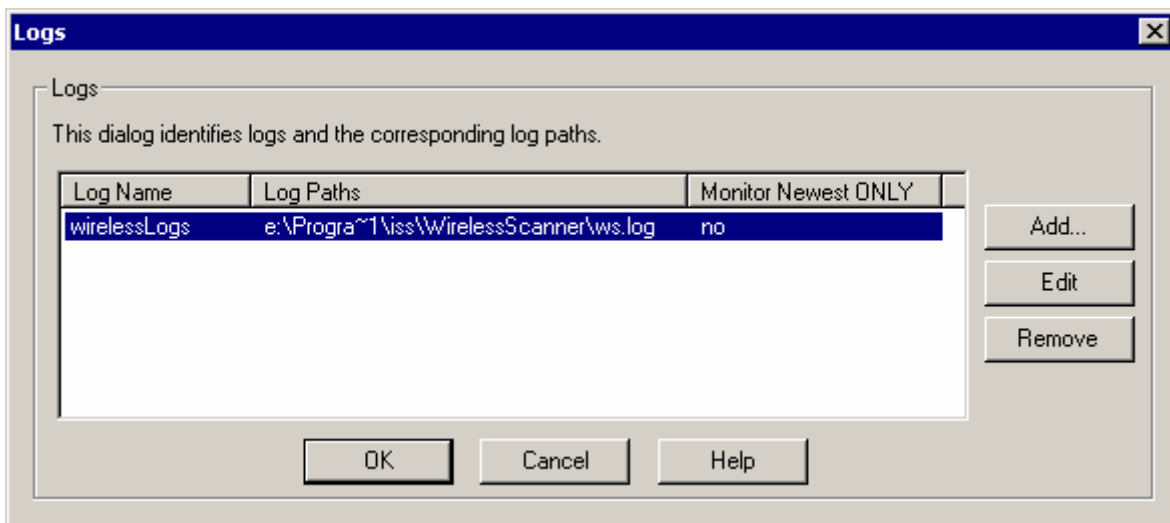 Logs
Logs
This dialog identifies logs and the corresponding log paths.
Log Name Log Paths Monitor Newest ONLY
wirelessLogs e:\Progra~1\iss\WirelessScanner\ws.log no
Add...
Edit
Remove
OK Cancel Help